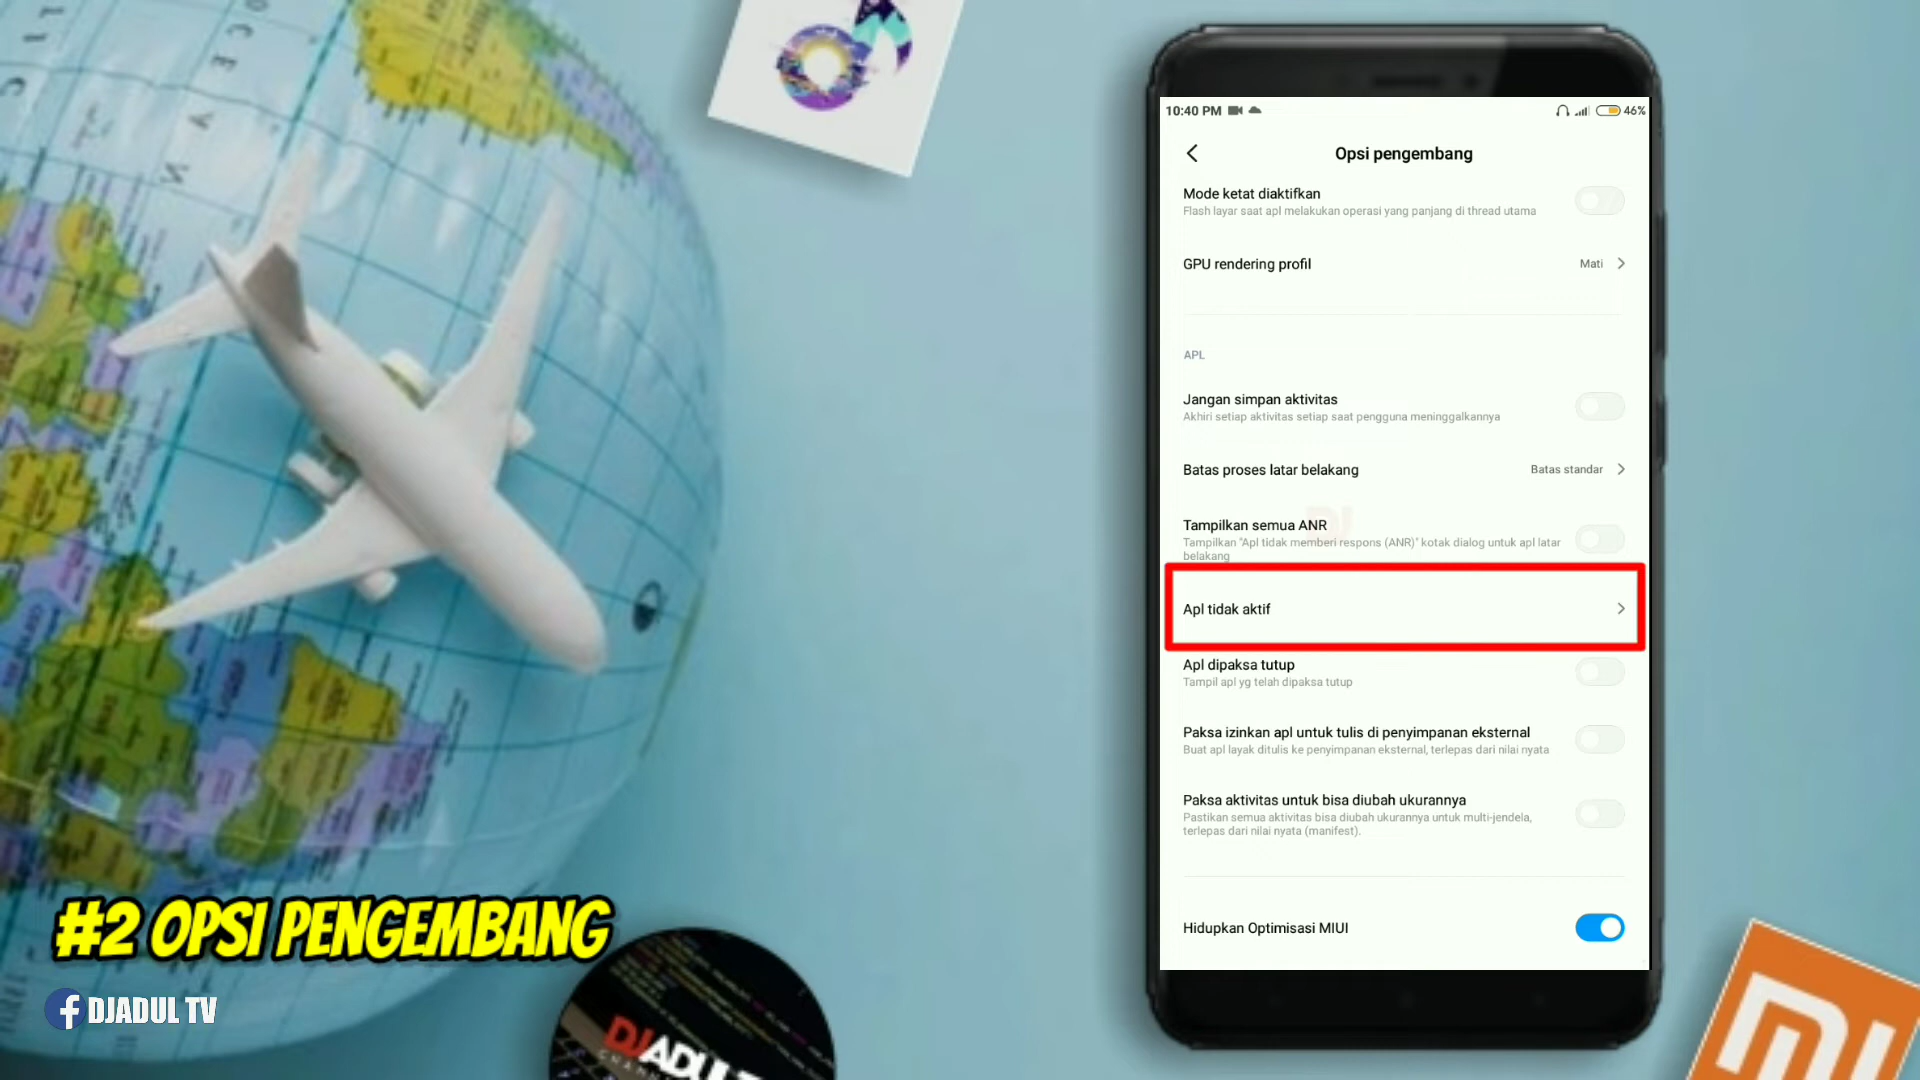 10:40 PM
46%
Opsi pengembang
Mode ketat diaktifkan
Flash layar saat apl melakukan operasi yang panjang di thread utama
GPU rendering profil
Mati
APL
Jangan simpan aktivitas
Akhiri setiap aktivitas setiap saat pengguna meninggalkannya
Batas proses latar belakang
Batas standar
Tampilkan semua ANR
Tampilkan "Apl tidak memberi respons (ANR)" kotak dialog untuk apl latar
belakang
Apl tidak aktif
Apl dipaksa tutup
Tampil apl yg telah dipaksa tutup
Paksa izinkan apl untuk tulis di penyimpanan eksternal
Buat apl layak ditulis ke penyimpanan eksternal, terlepas dari nilai nyata
Paksa aktivitas untuk bisa diubah ukurannya
Pastikan semua aktivitas bisa diubah ukurannya untuk multi-jendela,
terlepas dari nilai nyata (manifest).
Hidupkan Optimisasi MIUI
#2 OPSI PENGEMBANG
f DJADUL TV
DJ
DJADUL